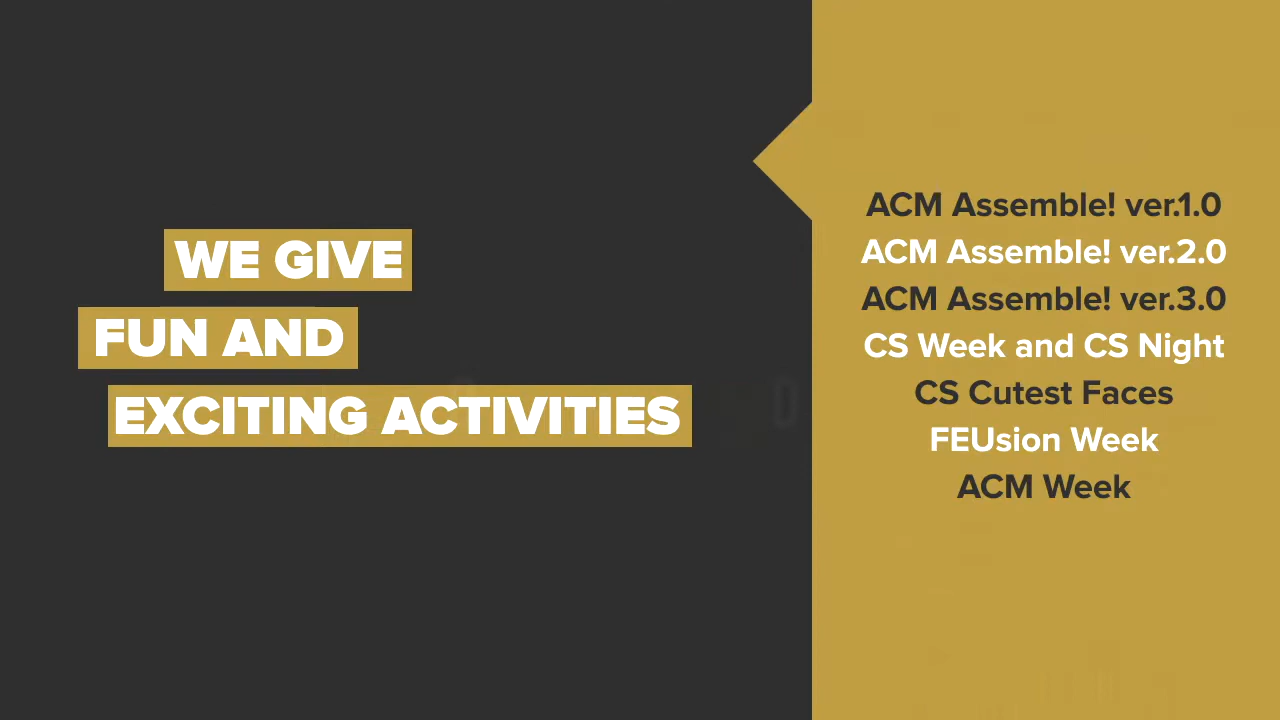 WE GIVE
FUN AND
EXCITING ACTIVITIES
ACM Assemble! ver.1.0
ACM Assemble! ver.2.0
ACM Assemble! ver.3.0
CS Week and CS Night
CS Cutest Faces
FEUsion Week
ACM Week